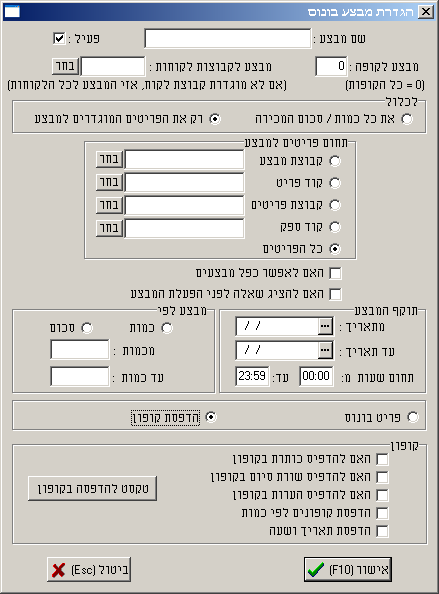 הגדרת מבצע בונוס
שם מבצע : פעיל :
מבצע לקופה : 0 מבצע לקבוצות לקוחות : בחר
(0 = כל הקופות) (אם לא מוגדרת קבוצת לקוח, אזי המבצע לכל הלקוחות)
לכלול
את כל כמות / סכום המכירה רק את הפריטים המוגדרים למבצע
תחום פריטים למבצע
קבוצת מבצע בחר
קוד פריט בחר
קבוצת פריטים בחר
קוד ספק בחר
כל הפריטים
האם לאפשר כפל מבצעים
האם להציג שאלה לפני הפעלת המבצע
תוקף המבצע
מתאריך : / / ...
עד תאריך : / / ...
תחום שעות מ: 00:00 עד: 23:59
מבצע לפי
כמות סכום
מכמות :
עד כמות :
פריט בונוס הדפסת קופון
קופון
האם להדפיס כותרת בקופון
האם להדפיס שורת סיום בקופון
האם להדפיס הערות בקופון
הדפסת קופונים לפי כמות
הדפסת תאריך ושעה
טקסט להדפסה בקופון
אישור (F10) ביטול (Esc)